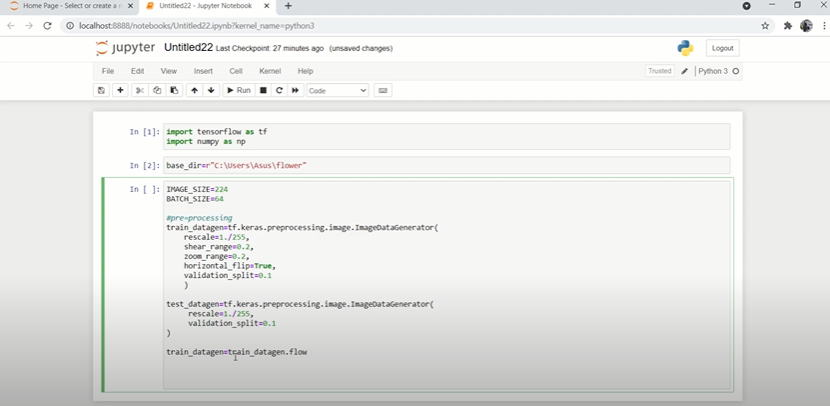 Home Page - Select or create a n
Untitled22 - Jupyter Notebook
localhost:8888/notebooks/Untitled22.ipynb?kernel_name=python3
jupyter Untitled22 Last Checkpoint: 27 minutes ago (unsaved changes)
Logout
File Edit View Insert Cell Kernel Help
Trusted Python 3
Run Code
In [1]: import tensorflow as tf
import numpy as np
In [2]: base_dir=r"C:\Users\Asus\flower"
In [ ]: IMAGE_SIZE=224
BATCH_SIZE=64
#pre=processing
train_datagen=tf.keras.preprocessing.image.ImageDataGenerator(
rescale=1./255,
shear_range=0.2,
zoom_range=0.2,
horizontal_flip=True,
validation_split=0.1
)
test_datagen=tf.keras.preprocessing.image.ImageDataGenerator(
rescale=1./255,
validation_split=0.1
)
train_datagen=train_datagen.flow